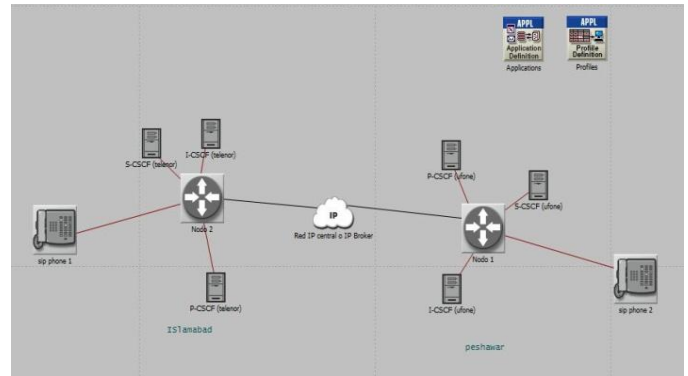 APPL
Application
Definition
Applications
APPL
Profile
Definition
Profiles
S-CSCF (telenor)
I-CSCF (telenor)
Nodo 2
sip phone 1
P-CSCF (telenor)
ISlamabad
IP
Red IP central o IP Broker
P-CSCF (ufone)
S-CSCF (ufone)
Nodo 1
I-CSCF (ufone)
sip phone 2
peshawar